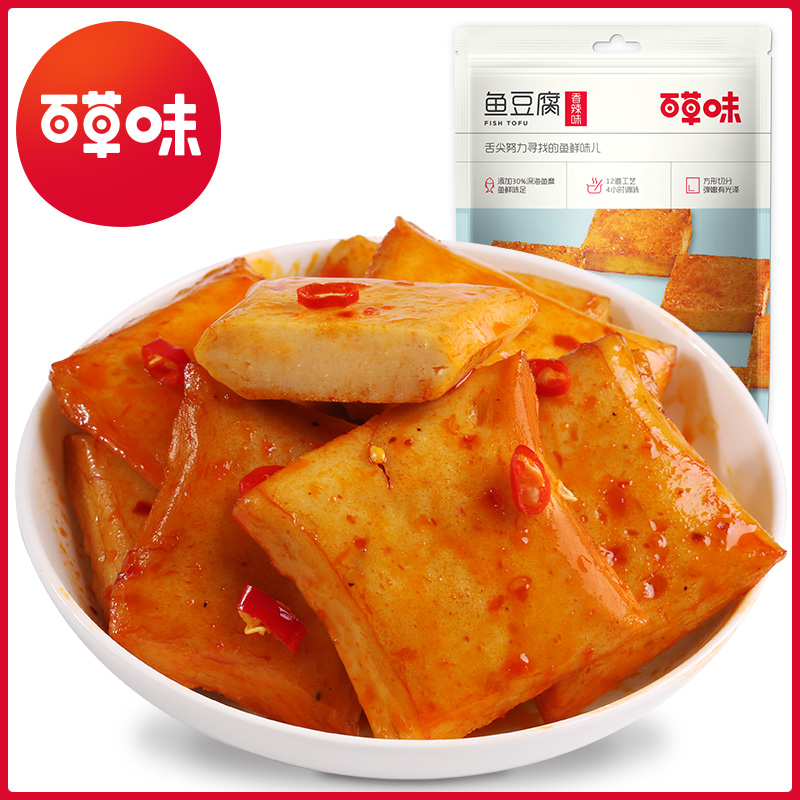 百草味
鱼豆腐 香辣味 百草味
FISH TOFU
舌尖努力寻找的鱼鲜味儿
添加30%深海鱼糜 12道工艺 方形切分
鱼鲜味足 4小时调味 弹嫩有光泽